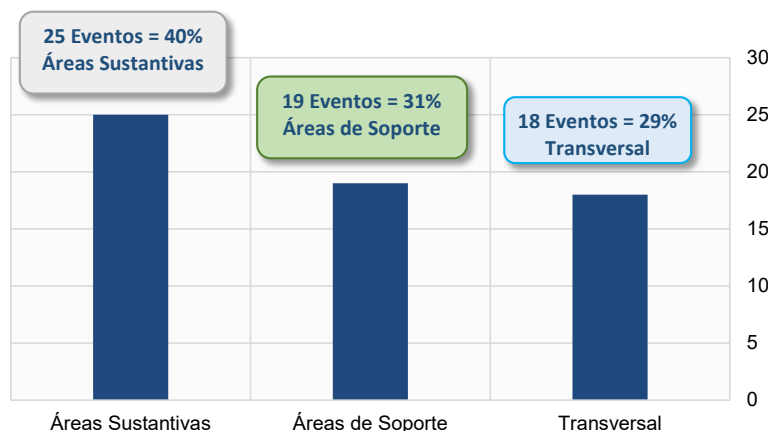 25 Eventos = 40%
Áreas Sustantivas
19 Eventos = 31%
Áreas de Soporte
18 Eventos = 29%
Transversal
30
25
20
15
10
5
0
Áreas Sustantivas
Áreas de Soporte
Transversal